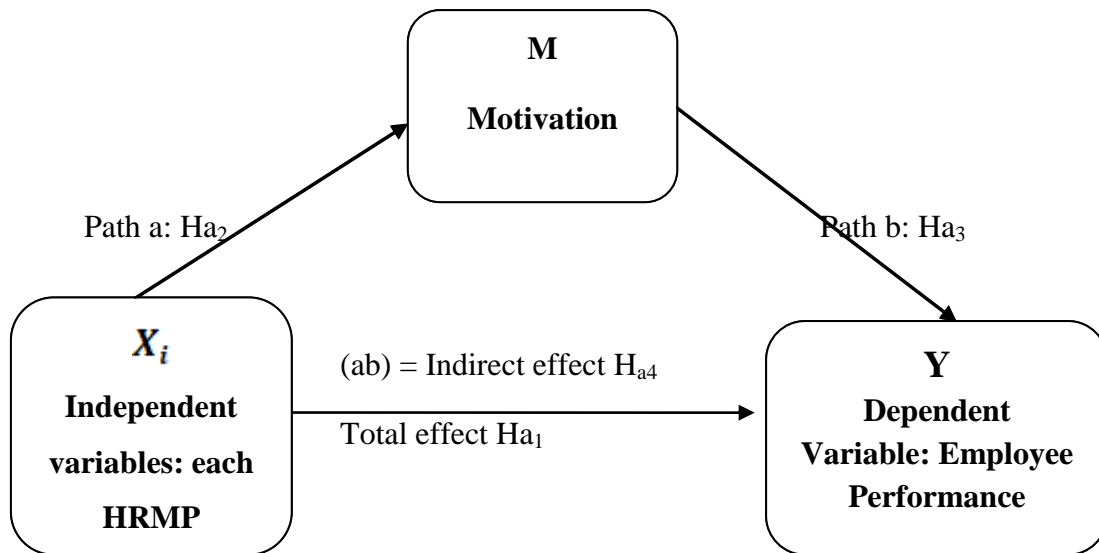 M
Motivation
Path a: Ha₂
Path b: Ha₃
Xᵢ
Independent
variables: each
HRMP
(ab) = Indirect effect Hₐ₄
Total effect Ha₁
Y
Dependent
Variable: Employee
Performance